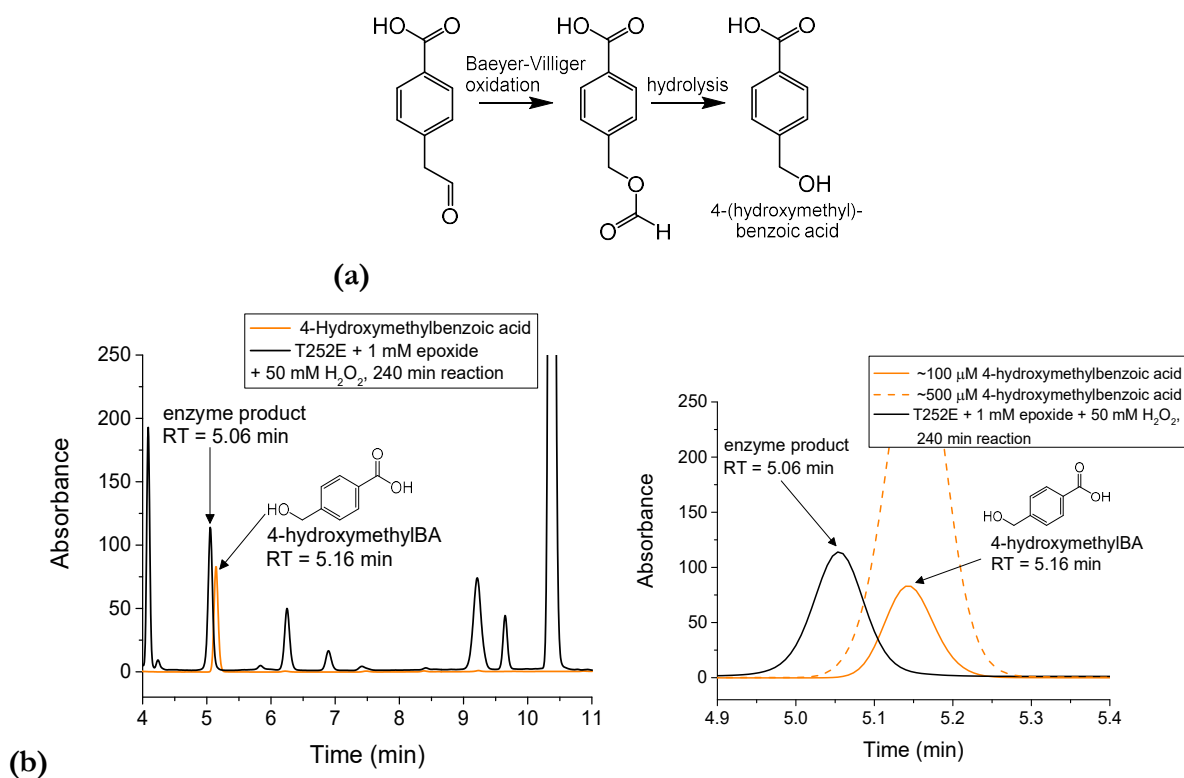 HO
O
Baeyer-Villiger
oxidation
O
HO
O
O
O
H
hydrolysis
HO
O
OH
4-(hydroxymethyl)-
benzoic acid
(a)
4-Hydroxymethylbenzoic acid
T252E + 1 mM epoxide
+ 50 mM H₂O₂, 240 min reaction
250
200
150
100
50
0
Absorbance
enzyme product
RT = 5.06 min
O
OH
HO
4-hydroxymethylBA
RT = 5.16 min
4
5
6
7
8
9
10
11
Time (min)
~100 μM 4-hydroxymethylbenzoic acid
~500 μM 4-hydroxymethylbenzoic acid
T252E + 1 mM epoxide + 50 mM H₂O₂,
240 min reaction
250
200
150
100
50
0
Absorbance
enzyme product
RT = 5.06 min
O
OH
HO
4-hydroxymethylBA
RT = 5.16 min
4.9
5.0
5.1
5.2
5.3
5.4
Time (min)
(b)